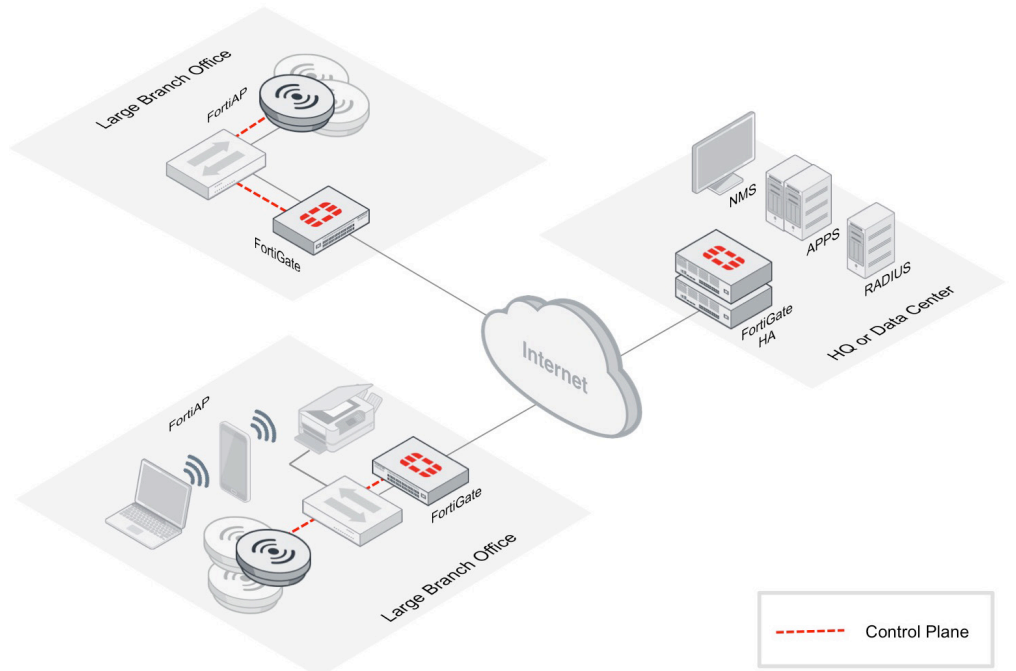 Large Branch Office
FortiAP
FortiGate
NMS
APPS
RADIUS
FortiGate
HA
HQ or Data Center
Internet
FortiAP
FortiGate
Large Branch Office
Control Plane